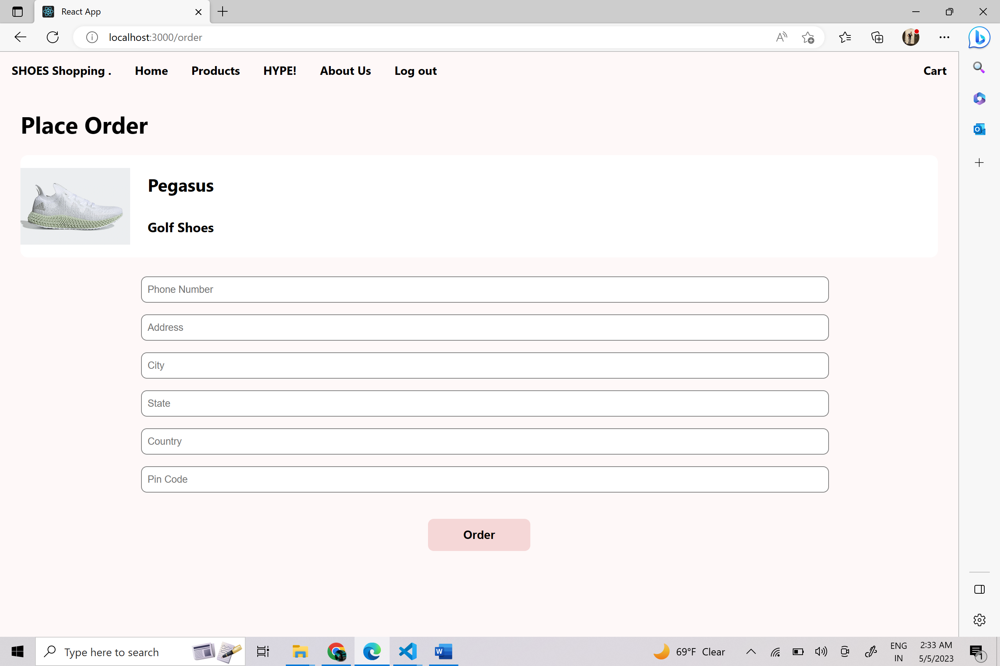 React App
localhost:3000/order
SHOES Shopping . Home Products HYPE! About Us Log out Cart
Place Order
Pegasus
Golf Shoes
Phone Number
Address
City
State
Country
Pin Code
Order
Type here to search
69°F Clear
ENG
IN
2:33 AM
5/5/2023
1